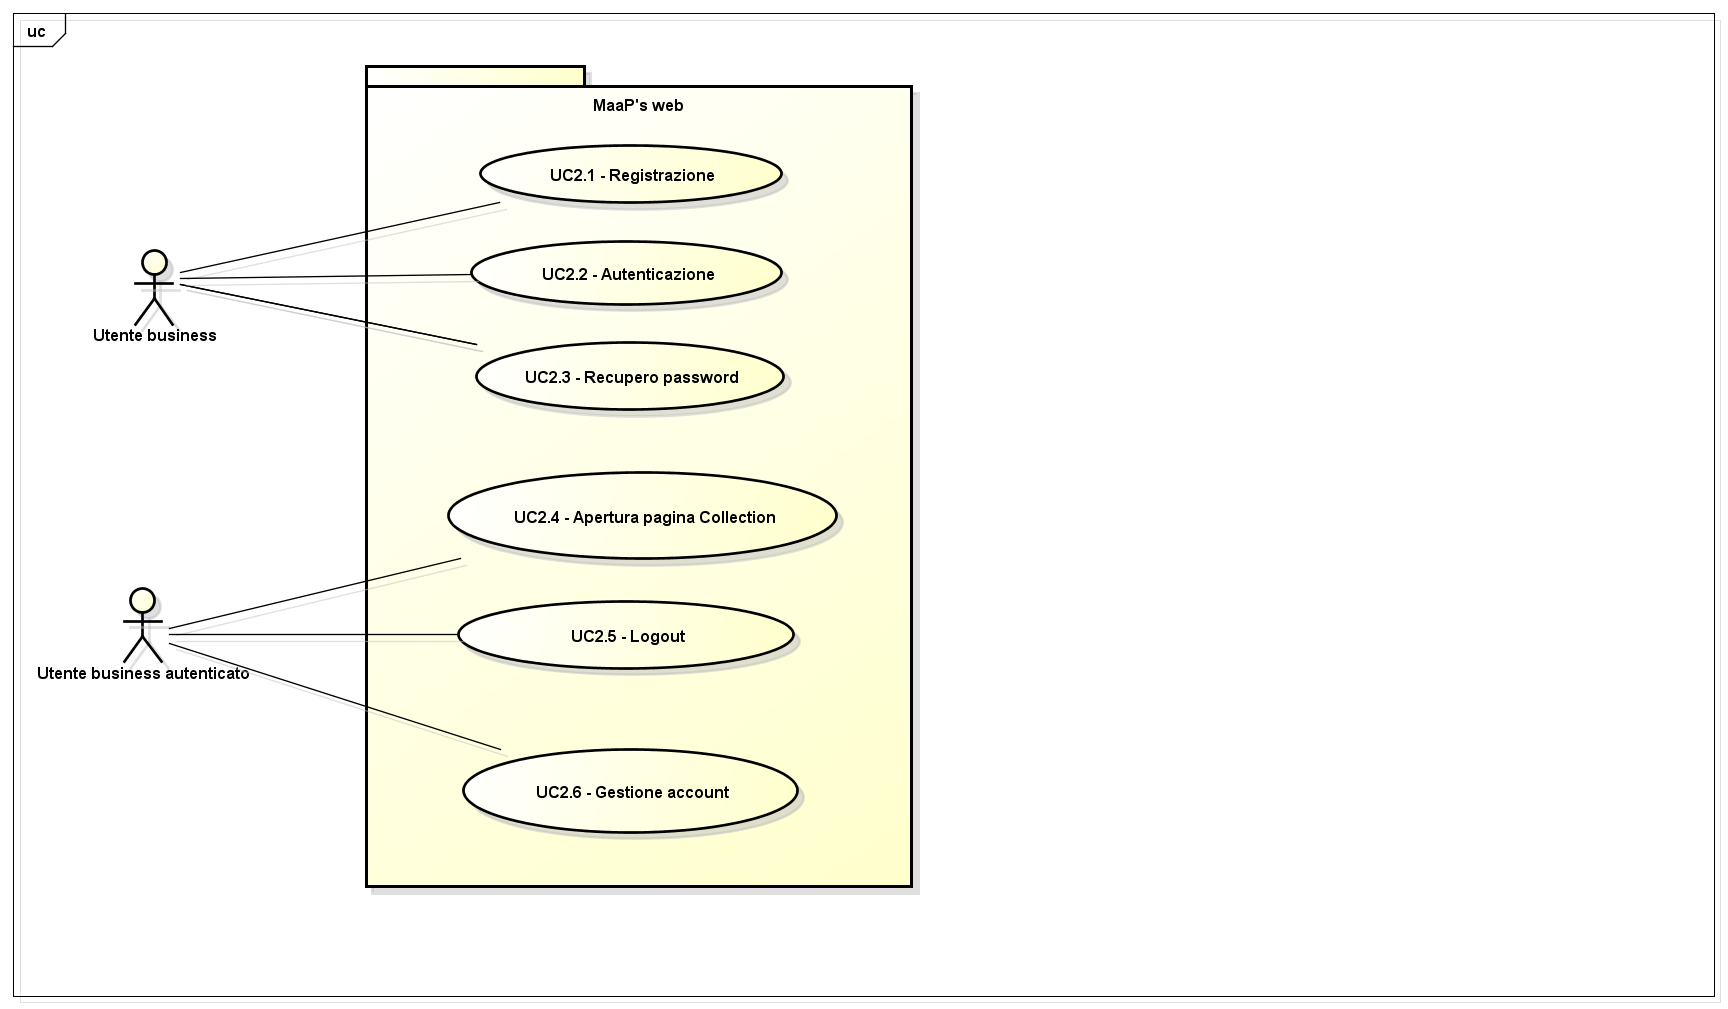 uc
MaaP's web
UC2.1 - Registrazione
UC2.2 - Autenticazione
Utente business
UC2.3 - Recupero password
UC2.4 - Apertura pagina Collection
UC2.5 - Logout
Utente business autenticato
UC2.6 - Gestione account